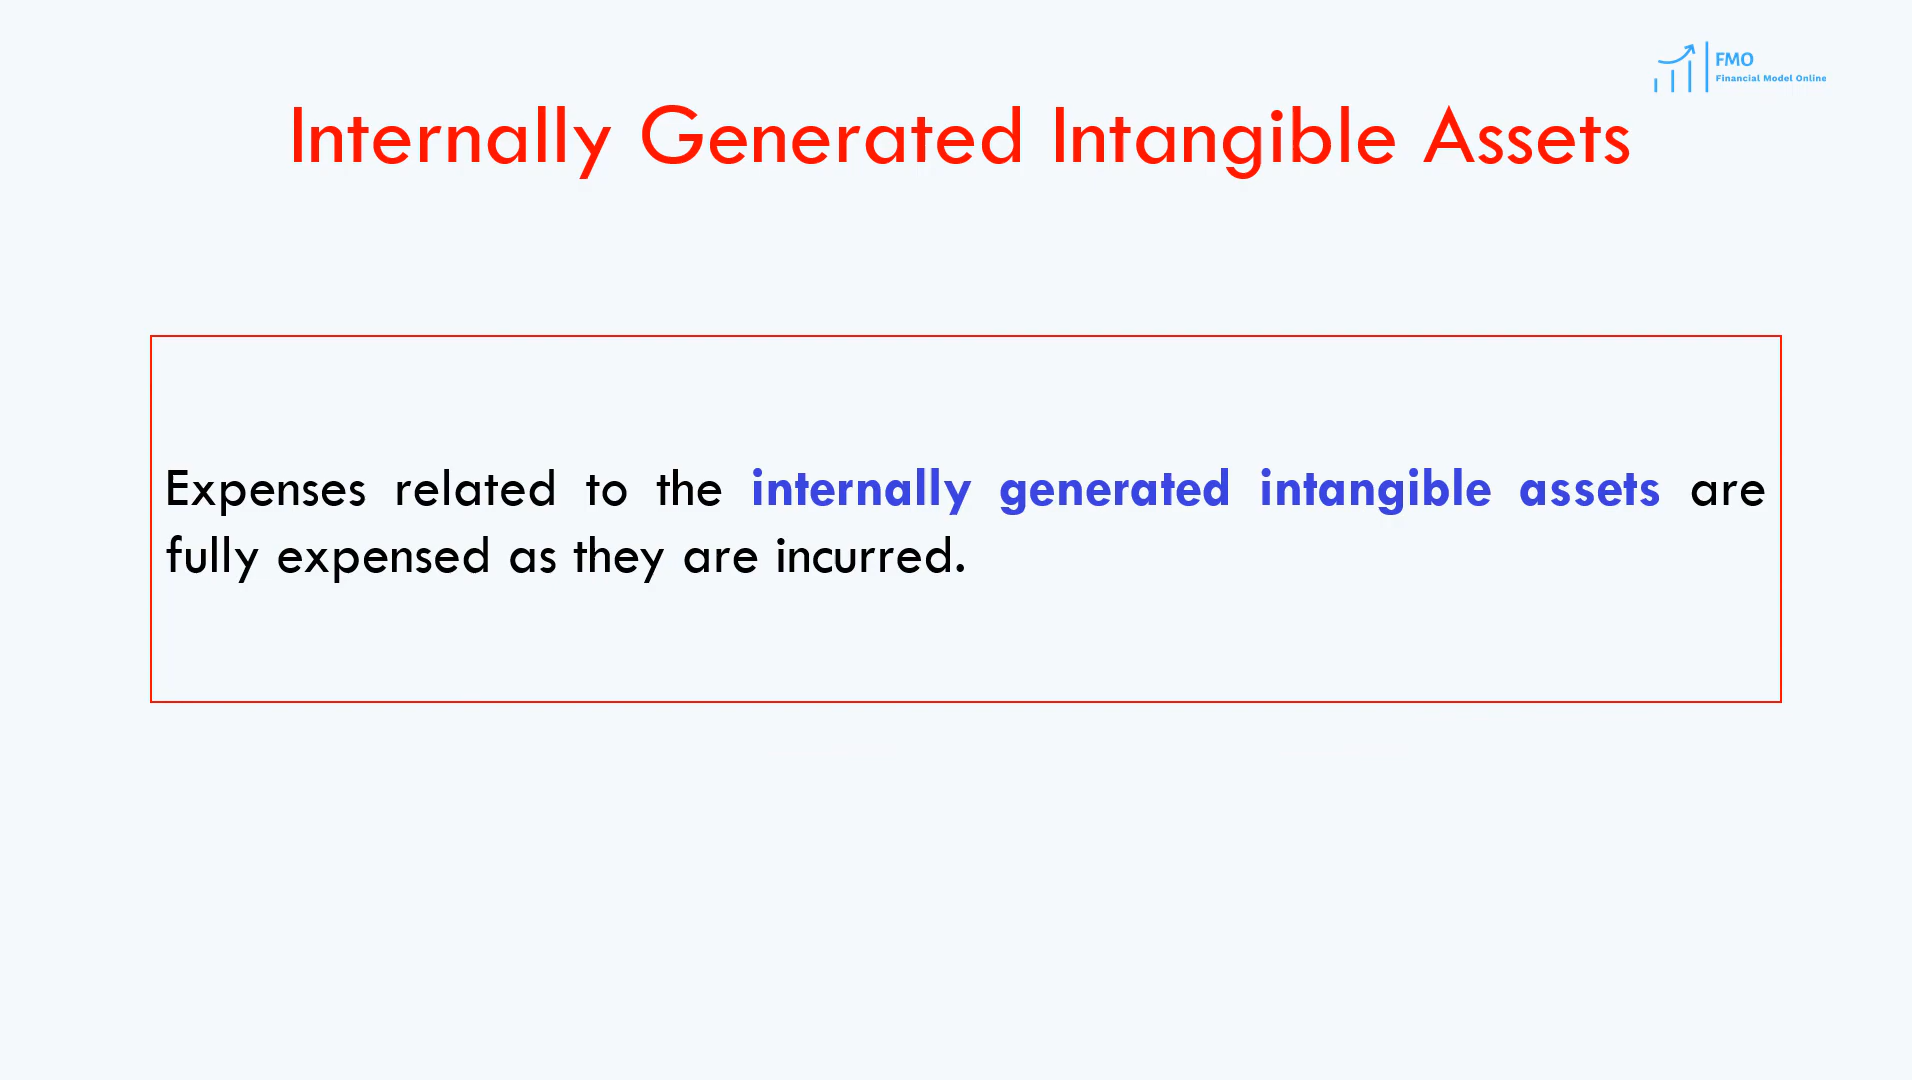 FMO
Financial Model Online
Internally Generated Intangible Assets
Expenses related to the internally generated intangible assets are
fully expensed as they are incurred.